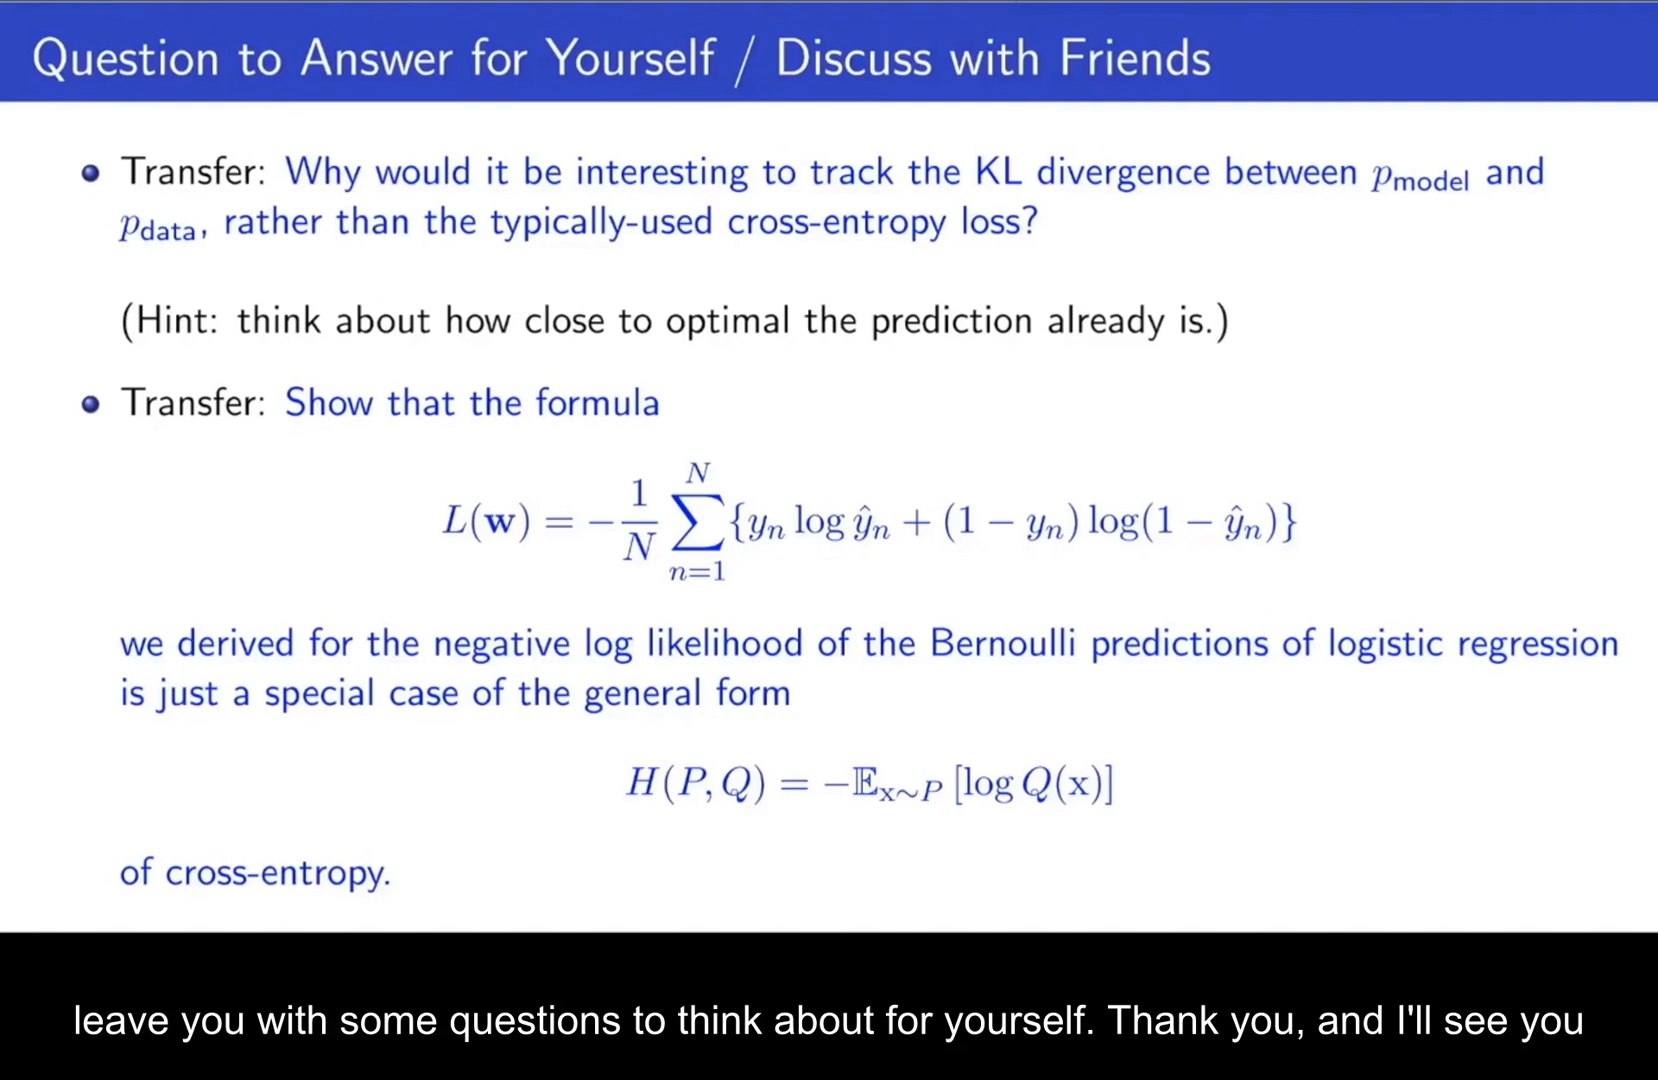 Question to Answer for Yourself / Discuss with Friends
• Transfer: Why would it be interesting to track the KL divergence between p_model and
p_data, rather than the typically-used cross-entropy loss?
(Hint: think about how close to optimal the prediction already is.)
• Transfer: Show that the formula
L(w) = −\frac{1}{N} \sum_{n=1}^{N} {y_n log ŷ_n + (1 − y_n) log(1 − ŷ_n)}
we derived for the negative log likelihood of the Bernoulli predictions of logistic regression
is just a special case of the general form
H(P, Q) = −𝔼_{x∼P} [log Q(x)]
of cross-entropy.
leave you with some questions to think about for yourself. Thank you, and I'll see you